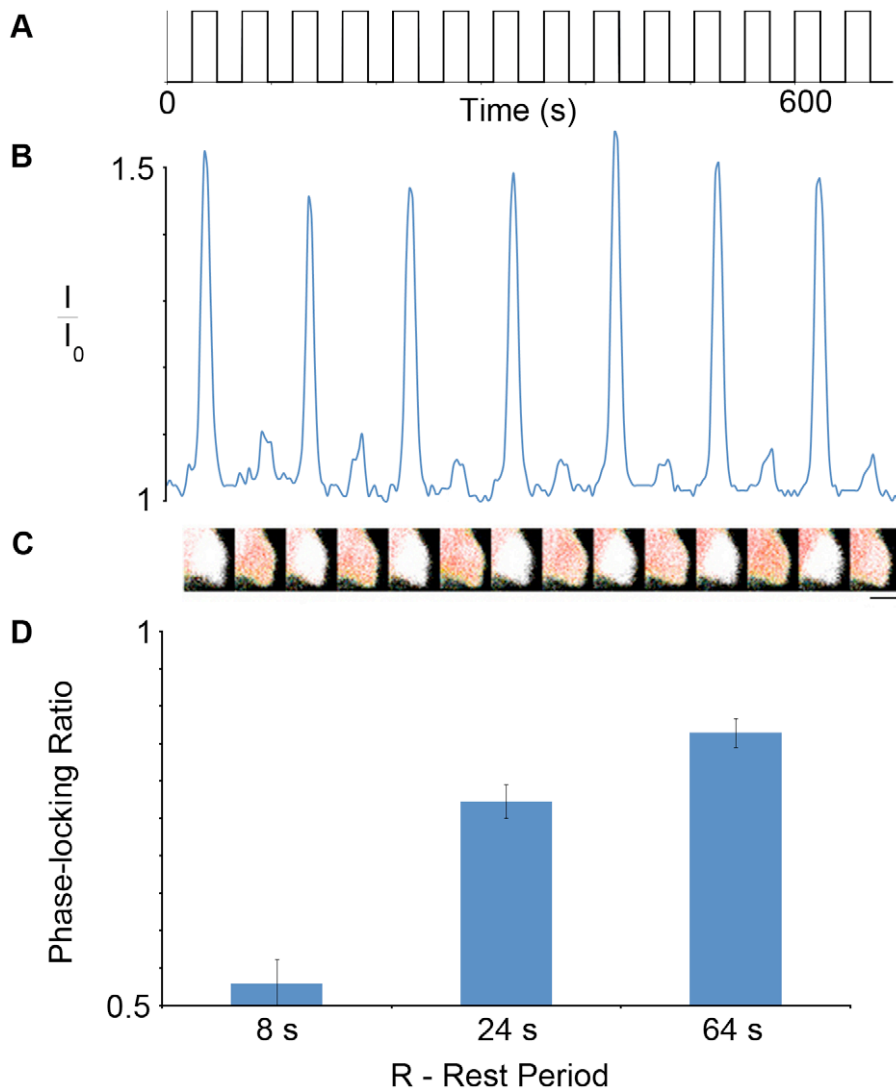 A
0
Time (s)
600
B
1.5
I
I0
1
C
D
1
Phase-locking Ratio
0.5
8 s
24 s
64 s
R - Rest Period